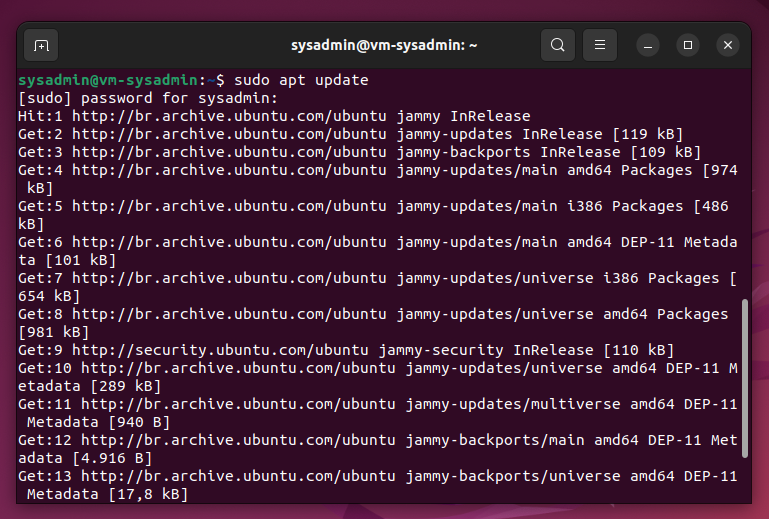 sysadmin@vm-sysadmin: ~
sysadmin@vm-sysadmin:~$ sudo apt update
[sudo] password for sysadmin:
Hit:1 http://br.archive.ubuntu.com/ubuntu jammy InRelease
Get:2 http://br.archive.ubuntu.com/ubuntu jammy-updates InRelease [119 kB]
Get:3 http://br.archive.ubuntu.com/ubuntu jammy-backports InRelease [109 kB]
Get:4 http://br.archive.ubuntu.com/ubuntu jammy-updates/main amd64 Packages [974
 kB]
Get:5 http://br.archive.ubuntu.com/ubuntu jammy-updates/main i386 Packages [486
kB]
Get:6 http://br.archive.ubuntu.com/ubuntu jammy-updates/main amd64 DEP-11 Metada
ta [101 kB]
Get:7 http://br.archive.ubuntu.com/ubuntu jammy-updates/universe i386 Packages [
654 kB]
Get:8 http://br.archive.ubuntu.com/ubuntu jammy-updates/universe amd64 Packages
[981 kB]
Get:9 http://security.ubuntu.com/ubuntu jammy-security InRelease [110 kB]
Get:10 http://br.archive.ubuntu.com/ubuntu jammy-updates/universe amd64 DEP-11 M
etadata [289 kB]
Get:11 http://br.archive.ubuntu.com/ubuntu jammy-updates/multiverse amd64 DEP-11
 Metadata [940 B]
Get:12 http://br.archive.ubuntu.com/ubuntu jammy-backports/main amd64 DEP-11 Met
adata [4.916 B]
Get:13 http://br.archive.ubuntu.com/ubuntu jammy-backports/universe amd64 DEP-11
 Metadata [17,8 kB]